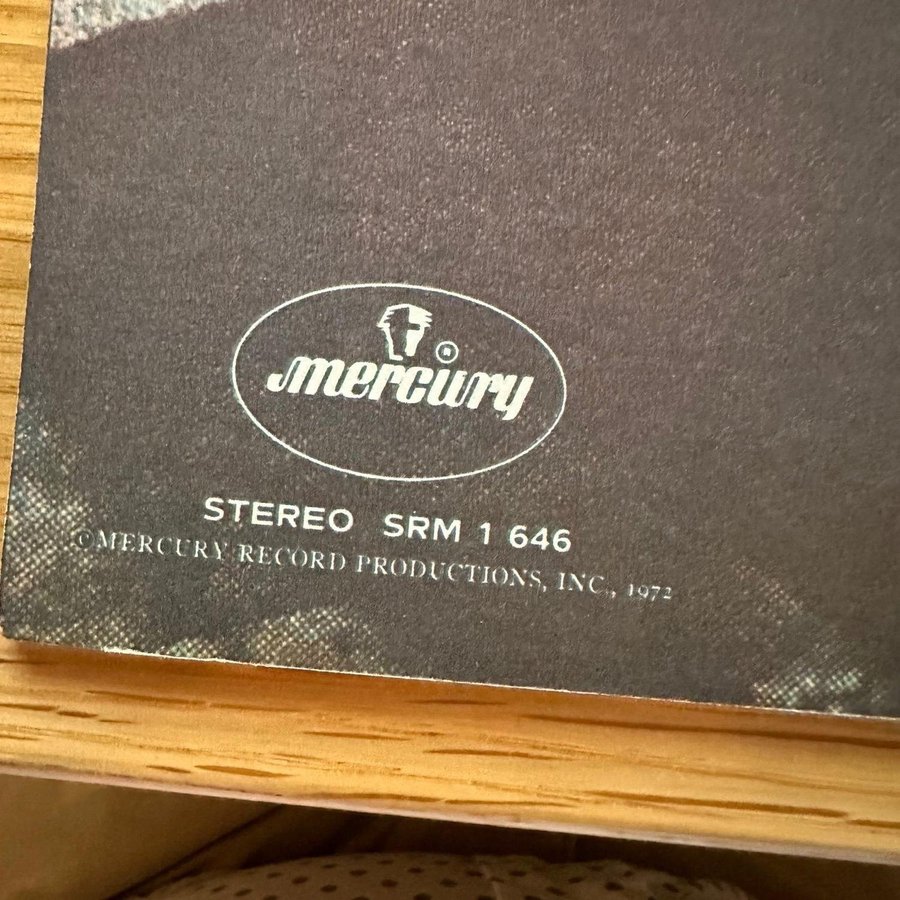 mercury ®
STEREO SRM 1 646
©MERCURY RECORD PRODUCTIONS, INC., 1972